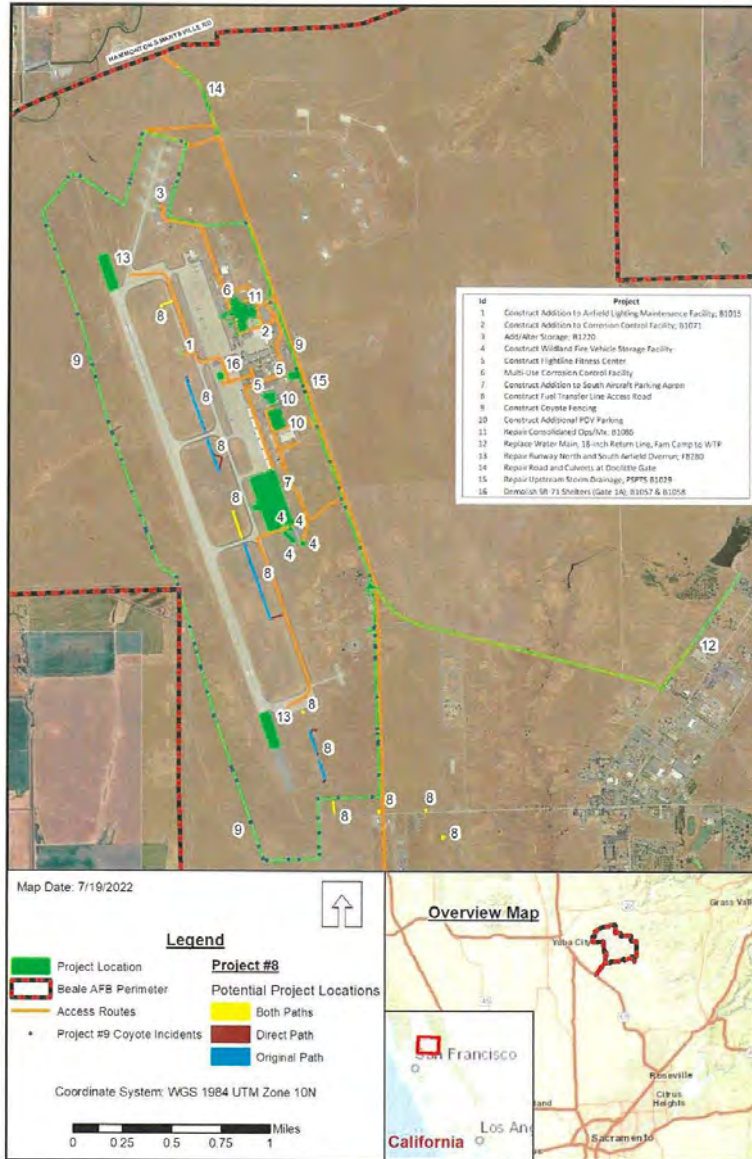 HAMMONTON SMARTSVILLE RD
14
3
13
6
11
8
2
1
9
16
5
15
9
8
5
10
8
10
8
7
4
4
8
4
4
8
12
13
8
8
9
8
8
8
8
Id Project
1 Construct Addition to Airfield Lighting Maintenance Facility, B1015
2 Construct Addition to Corrosion Control Facility; B1071
3 Add/Alter Storage; B1220
4 Construct Wildland Fire Vehicle Storage Facility
5 Construct Flightline Fitness Center
6 Multi-Use Corrosion Control Facility
7 Construct Addition to South Aircraft Parking Apron
8 Construct Fuel Transfer Line Access Road
9 Construct Coyote Fencing
10 Construct Additional POV Parking
11 Repair Consolidated Ops/Mx; B1086
12 Replace Water Main, 18-inch Return Line, Fam Camp to WTP
13 Repair Runway North and South Airfield Overrun; FB280
14 Repair Road and Culverts at Doolittle Gate
15 Repair Upstream Storm Drainage, PSPTS B1029
16 Demolish SR-71 Shelters (Gate 1A); B1057 & B1058
Map Date: 7/19/2022
Legend
Project Location
Beale AFB Perimeter
Access Routes
Project #9 Coyote Incidents
Project #8
Potential Project Locations
Both Paths
Direct Path
Original Path
Coordinate System: WGS 1984 UTM Zone 10N
0 0.25 0.5 0.75 1 Miles
Overview Map
Grass Vall
20
Yuba City
Roseville
Citrus
Heights
Sacramento
San Francisco
Los Ang
California